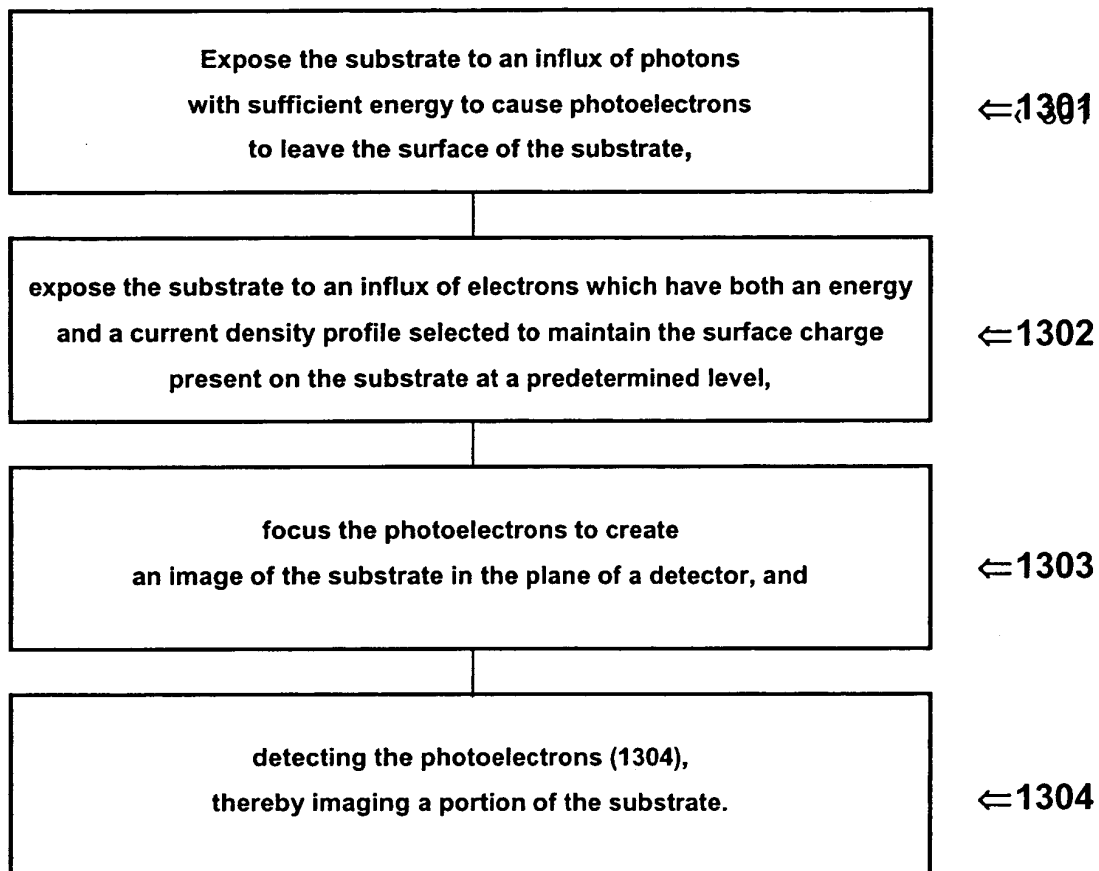 Expose the substrate to an influx of photons
with sufficient energy to cause photoelectrons
to leave the surface of the substrate,
⇐1301
expose the substrate to an influx of electrons which have both an energy
and a current density profile selected to maintain the surface charge
present on the substrate at a predetermined level,
⇐1302
focus the photoelectrons to create
an image of the substrate in the plane of a detector, and
⇐1303
detecting the photoelectrons (1304),
thereby imaging a portion of the substrate.
⇐1304